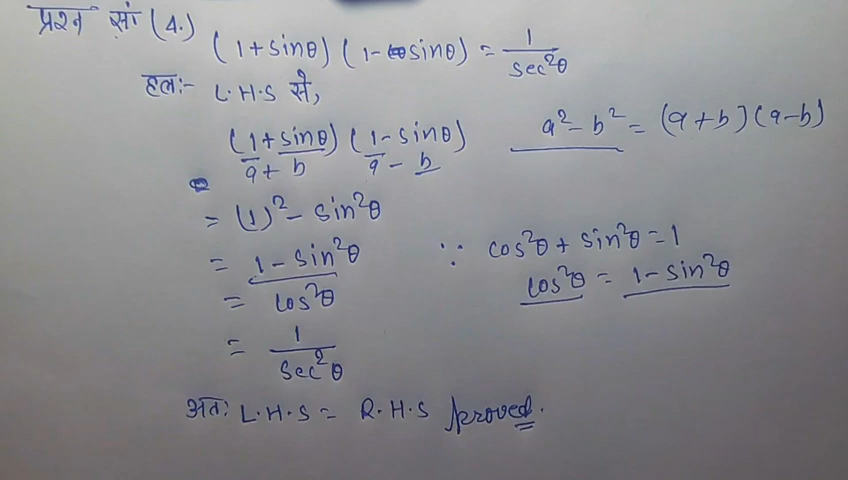 प्रश्न सं (4.)
(1+sinθ) (1-sinθ) = 1/sec²θ
हलः- L.H.S से,
(1+sinθ) (1-sinθ) a²-b² = (a+b)(a-b)
a+b a-b
= (1)² - sin²θ
= 1-sin²θ ∵ cos²θ + sin²θ = 1
= cos²θ cos²θ = 1-sin²θ
= 1/sec²θ
अतः L.H.S = R.H.S proved.